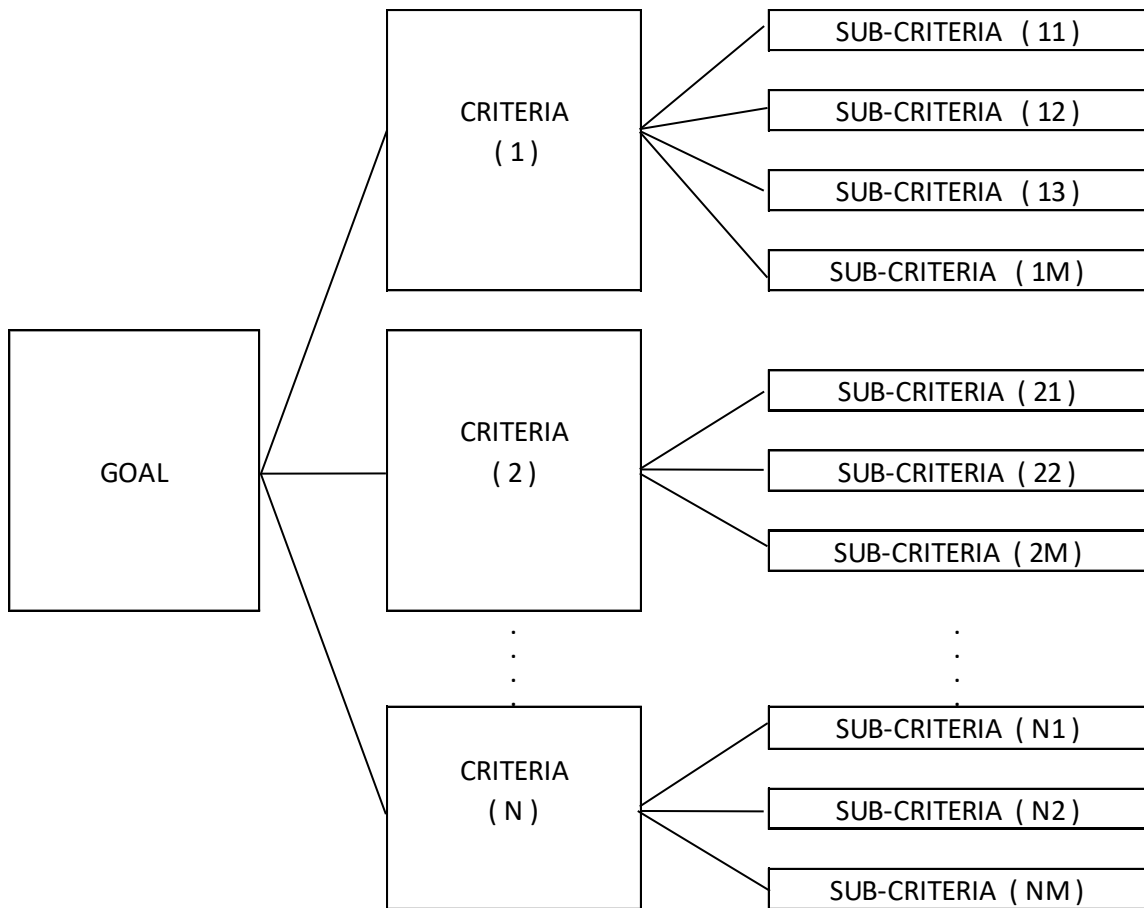 GOAL
CRITERIA
( 1 )
SUB-CRITERIA ( 11 )
SUB-CRITERIA ( 12 )
SUB-CRITERIA ( 13 )
SUB-CRITERIA ( 1M )
CRITERIA
( 2 )
SUB-CRITERIA ( 21 )
SUB-CRITERIA ( 22 )
SUB-CRITERIA ( 2M )
.
.
.
.
.
.
.
.
CRITERIA
( N )
SUB-CRITERIA ( N1 )
SUB-CRITERIA ( N2 )
SUB-CRITERIA ( NM )